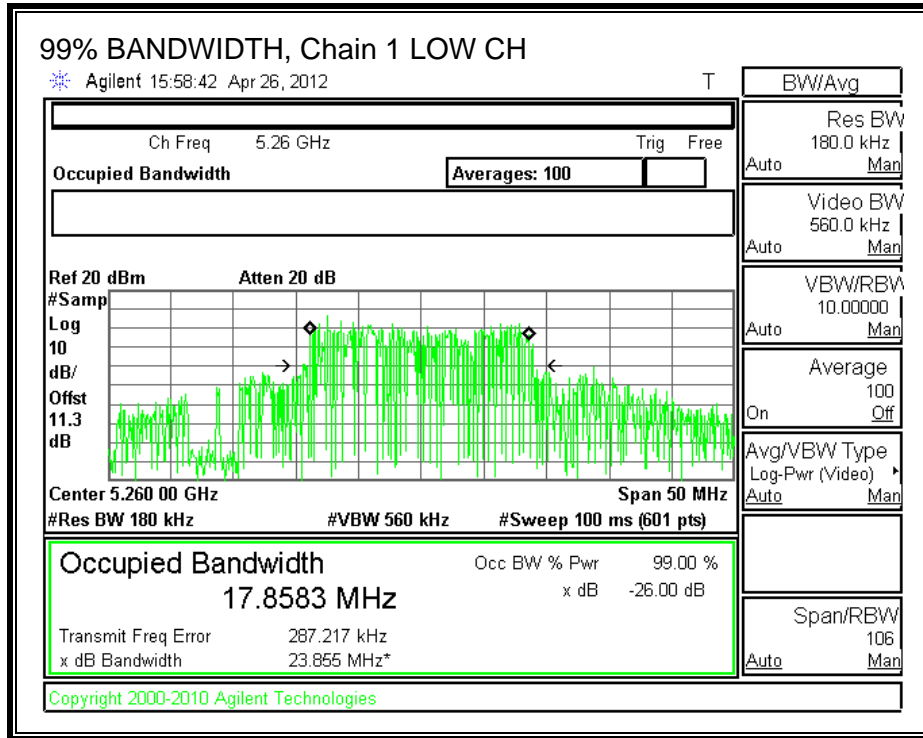 99% BANDWIDTH, Chain 1 LOW CH
Agilent 15:58:42 Apr 26, 2012 T
Ch Freq 5.26 GHz Trig Free
Occupied Bandwidth Averages: 100
Ref 20 dBm Atten 20 dB
#Samp
Log
10
dB/
Offst
11.3
dB
Center 5.260 00 GHz Span 50 MHz
#Res BW 180 kHz #VBW 560 kHz #Sweep 100 ms (601 pts)
Occupied Bandwidth
17.8583 MHz
Occ BW % Pwr 99.00 %
x dB -26.00 dB
Transmit Freq Error 287.217 kHz
x dB Bandwidth 23.855 MHz*
Copyright 2000-2010 Agilent Technologies
BW/Avg
Res BW
180.0 kHz
Auto Man
Video BW
560.0 kHz
Auto Man
VBW/RBW
10.00000
Auto Man
Average
100
On Off
Avg/VBW Type
Log-Pwr (Video)
Auto Man
Span/RBW
106
Auto Man